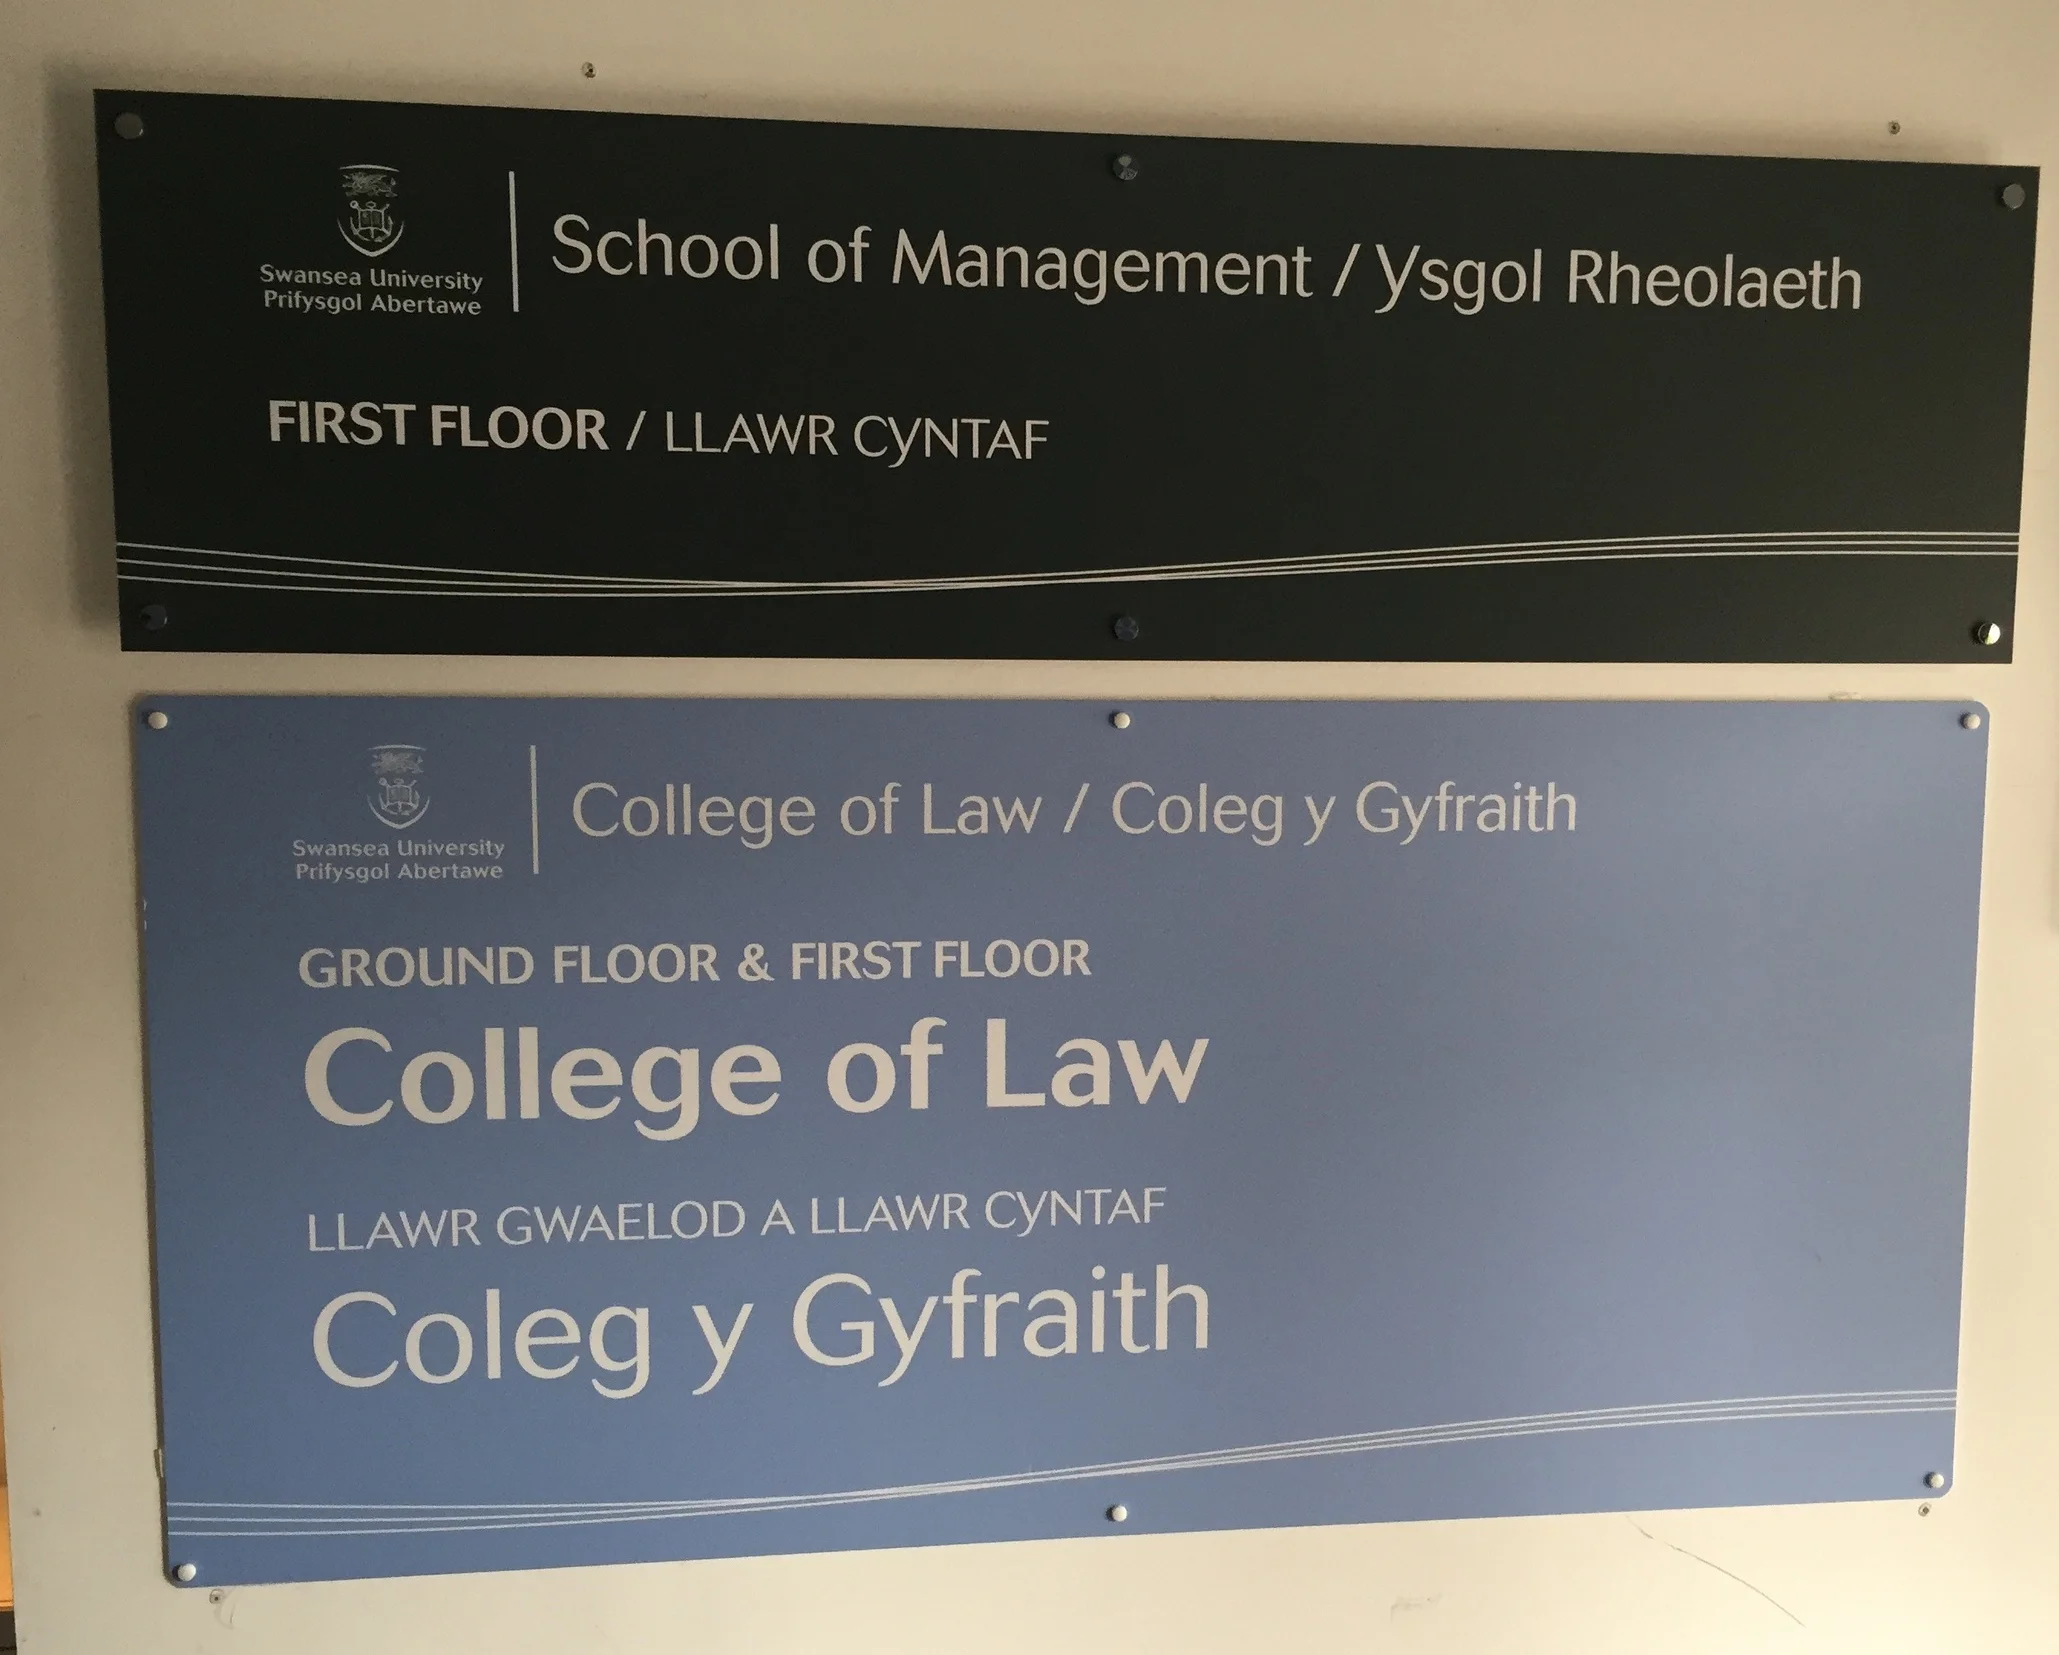 Swansea University
Prifysgol Abertawe
School of Management / Ysgol Rheolaeth
FIRST FLOOR / LLAWR CYNTAF
Swansea University
Prifysgol Abertawe
College of Law / Coleg y Gyfraith
GROUND FLOOR & FIRST FLOOR
College of Law
LLAWR GWAELOD A LLAWR CYNTAF
Coleg y Gyfraith